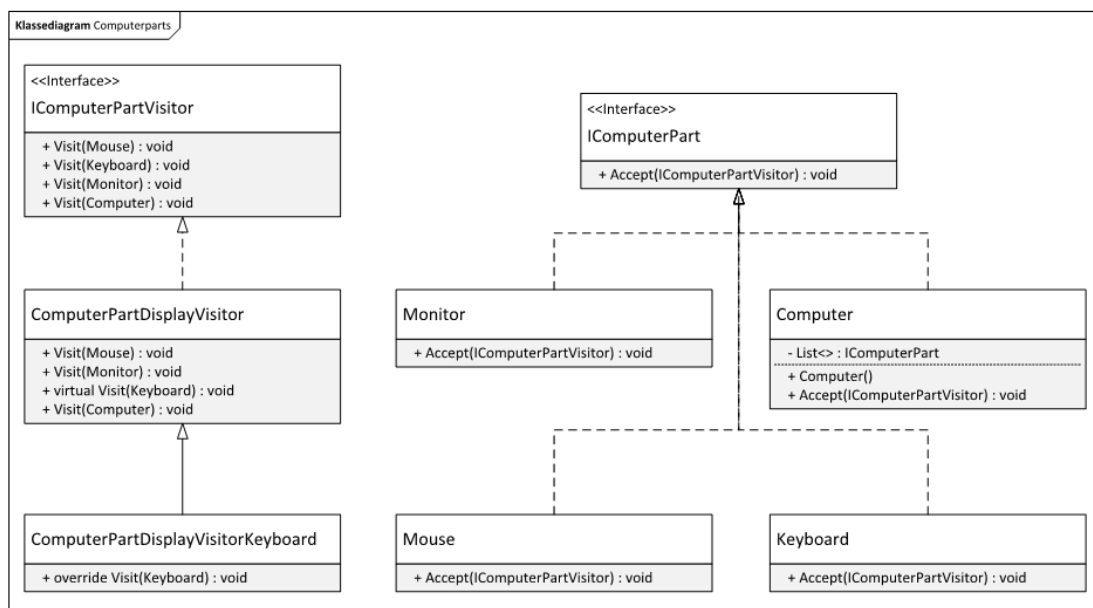 Klassediagram Computerparts
<<Interface>>
IComputerPartVisitor
+ Visit(Mouse) : void
+ Visit(Keyboard) : void
+ Visit(Monitor) : void
+ Visit(Computer) : void
<<Interface>>
IComputerPart
+ Accept(IComputerPartVisitor) : void
ComputerPartDisplayVisitor
+ Visit(Mouse) : void
+ Visit(Monitor) : void
+ virtual Visit(Keyboard) : void
+ Visit(Computer) : void
Monitor
+ Accept(IComputerPartVisitor) : void
Computer
- List<> : IComputerPart
+ Computer()
+ Accept(IComputerPartVisitor) : void
ComputerPartDisplayVisitorKeyboard
+ override Visit(Keyboard) : void
Mouse
+ Accept(IComputerPartVisitor) : void
Keyboard
+ Accept(IComputerPartVisitor) : void